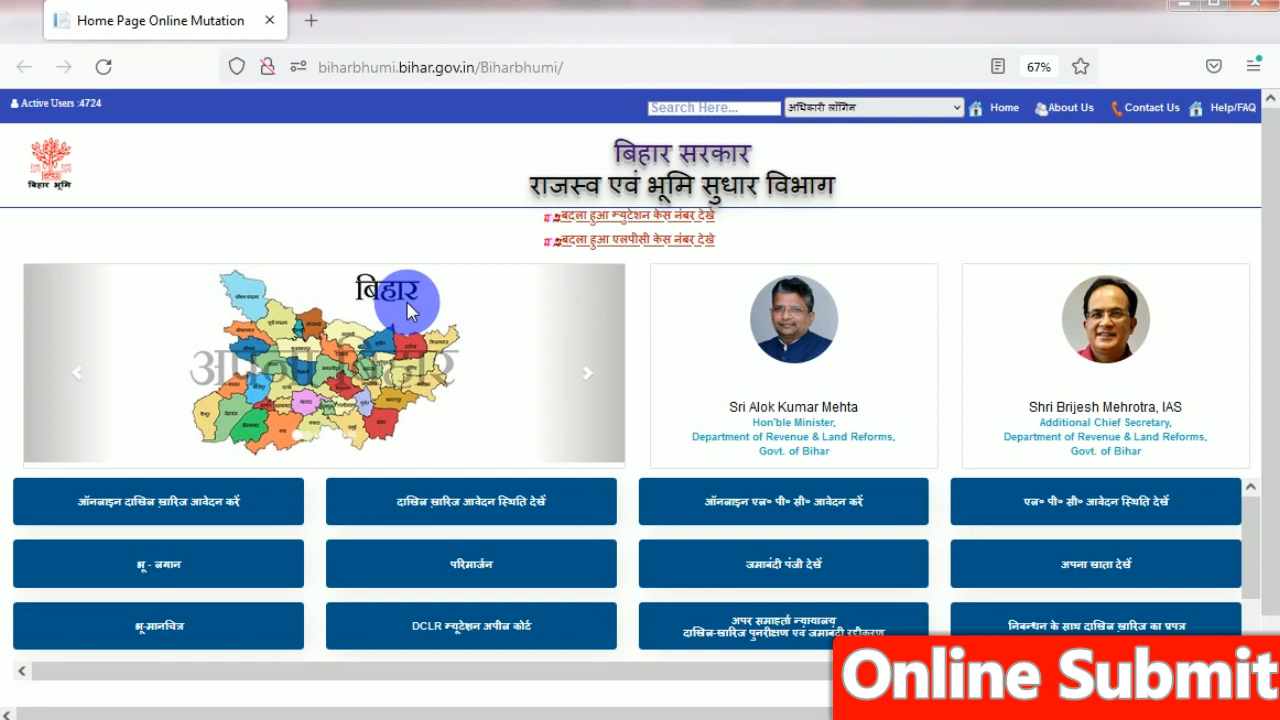 Home Page Online Mutation
biharbhumi.bihar.gov.in/Biharbhumi/
67%
Active Users :4724
Search Here...
अधिकारी लॉगिन
Home
About Us
Contact Us
Help/FAQ
बिहार भूमि
बिहार सरकार
राजस्व एवं भूमि सुधार विभाग
बदला हुआ म्युटेशन केस नंबर देखे
बदला हुआ एलपीसी केस नंबर देखे
बिहार
अपना बिहार
Sri Alok Kumar Mehta
Hon'ble Minister,
Department of Revenue & Land Reforms,
Govt. of Bihar
Shri Brijesh Mehrotra, IAS
Additional Chief Secretary,
Department of Revenue & Land Reforms,
Govt. of Bihar
ऑनलाइन दाखिल ख़ारिज आवेदन करें
दाखिल ख़ारिज आवेदन स्थिति देखें
ऑनलाइन एल॰ पी॰ सी॰ आवेदन करें
एल॰ पी॰ सी॰ आवेदन स्थिति देखें
भू - लगान
परिमार्जन
जमाबंदी पंजी देखें
अपना खाता देखें
भू-मानचित्र
DCLR म्यूटेशन अपील कोर्ट
अपर समाहर्ता न्यायालय
दाखिल-खारिज पुनरीक्षण एवं जमाबंदी रद्दीकरण
निबन्धन के साथ दाखिल ख़ारिज का प्रपत्र
Online Submit